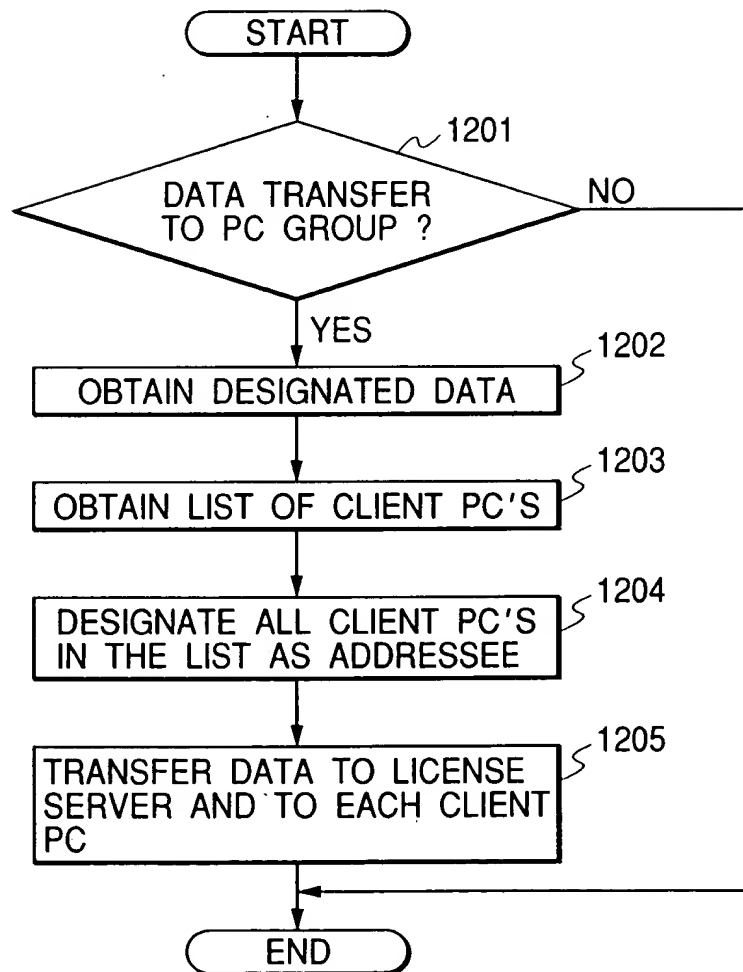 START
1201
DATA TRANSFER
TO PC GROUP ?
NO
YES
1202
OBTAIN DESIGNATED DATA
1203
OBTAIN LIST OF CLIENT PC'S
1204
DESIGNATE ALL CLIENT PC'S
IN THE LIST AS ADDRESSEE
1205
TRANSFER DATA TO LICENSE
SERVER AND TO EACH CLIENT
PC
END